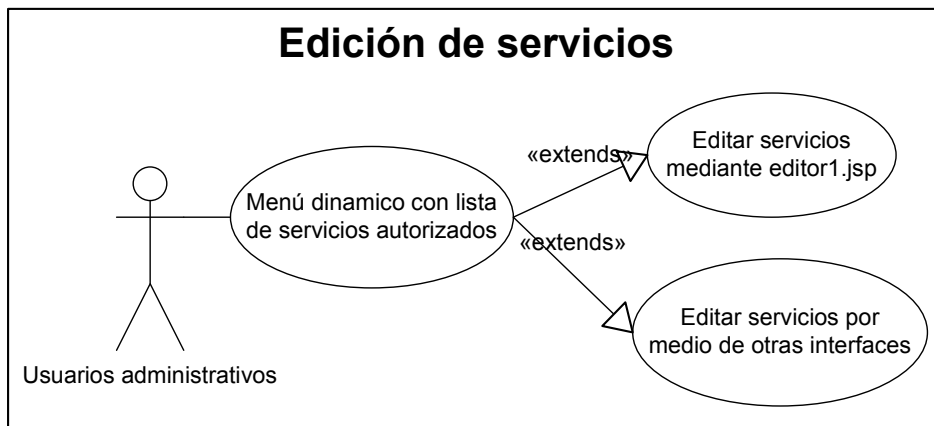 Edición de servicios
«extends»
Editar servicios
mediante editor1.jsp
Menú dinamico con lista
de servicios autorizados
«extends»
Editar servicios por
medio de otras interfaces
Usuarios administrativos